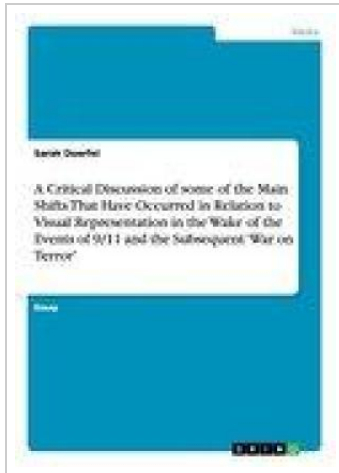 Sarah Doerfel
A Critical Discussion of some of the Main
Shifts That Have Occurred in Relation to
Visual Representation in the Wake of the
Events of 9/11 and the Subsequent 'War on
Terror'
Essay
GRIN